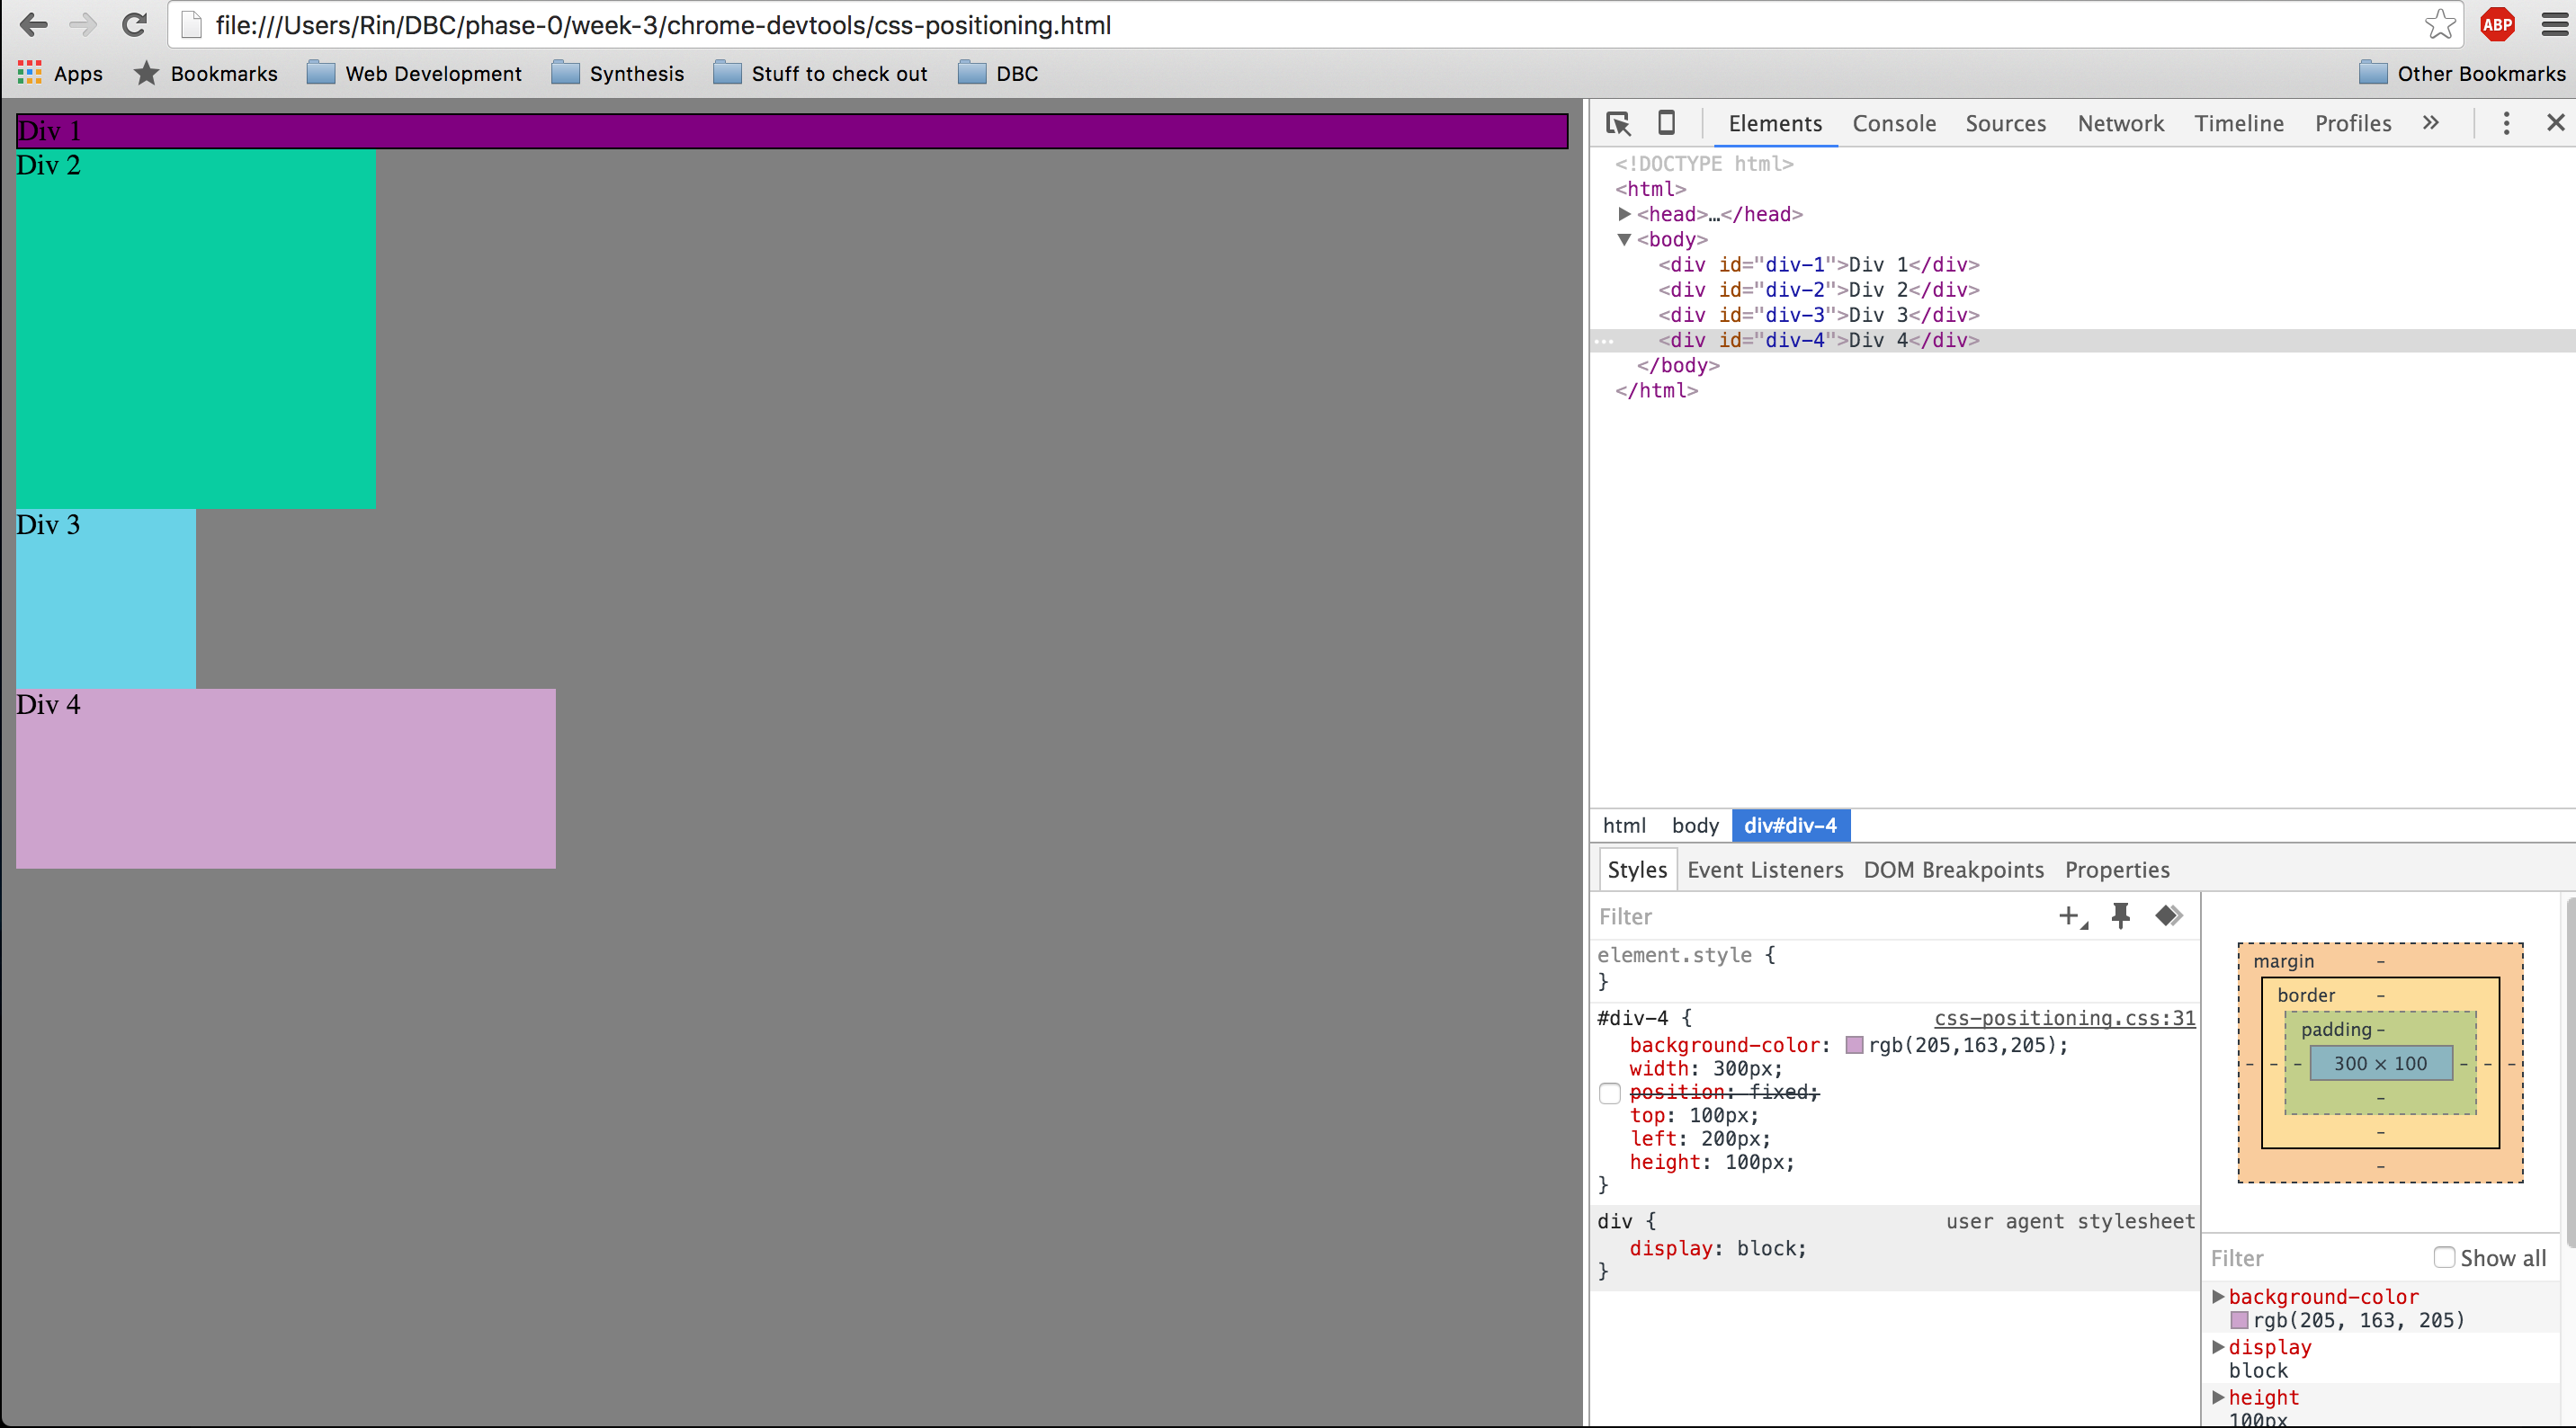 file:///Users/Rin/DBC/phase-0/week-3/chrome-devtools/css-positioning.html
ABP
Apps Bookmarks Web Development Synthesis Stuff to check out DBC Other Bookmarks
Div 1
Div 2
Div 3
Div 4
Elements Console Sources Network Timeline Profiles »
<!DOCTYPE html>
<html>
<head>…</head>
<body>
<div id="div-1">Div 1</div>
<div id="div-2">Div 2</div>
<div id="div-3">Div 3</div>
<div id="div-4">Div 4</div>
</body>
</html>
html body div#div-4
Styles Event Listeners DOM Breakpoints Properties
Filter
element.style {
}
#div-4 { css-positioning.css:31
background-color: rgb(205,163,205);
width: 300px;
position: fixed;
top: 100px;
left: 200px;
height: 100px;
}
div { user agent stylesheet
display: block;
}
margin -
border -
padding -
- - - 300 × 100 - - -
-
-
-
Filter Show all
background-color
rgb(205, 163, 205)
display
block
height
100px